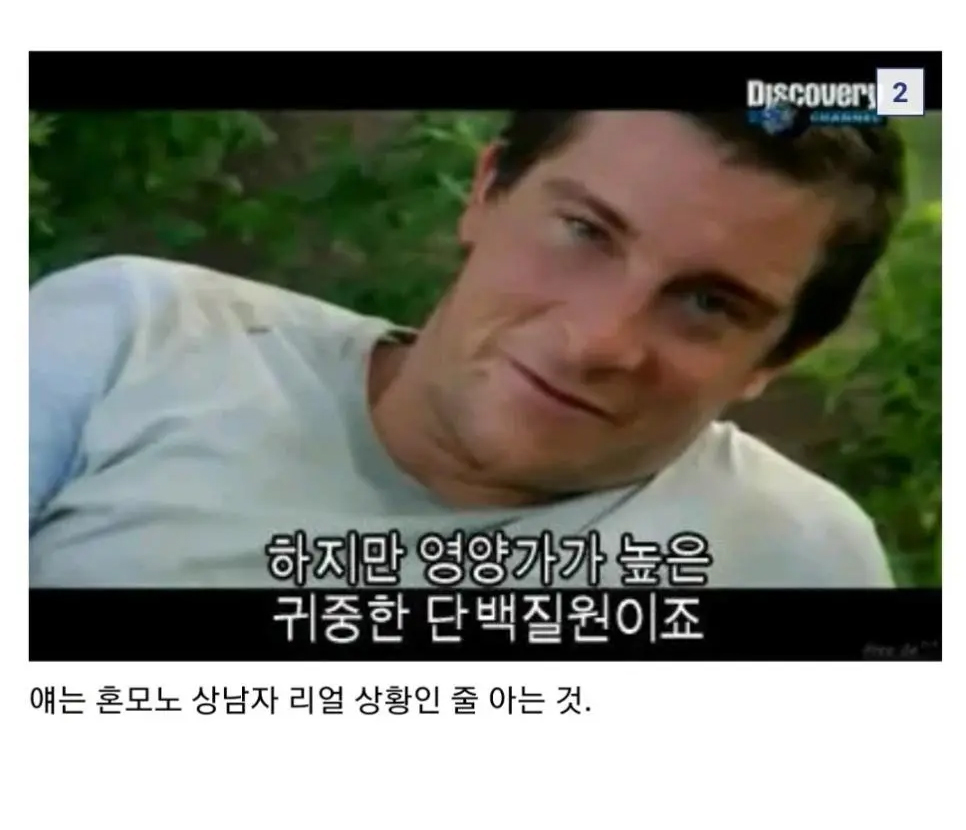 Discovery
CHANNEL
2
하지만 영양가가 높은
귀중한 단백질원이죠
얘는 혼모노 상남자 리얼 상황인 줄 아는 것.